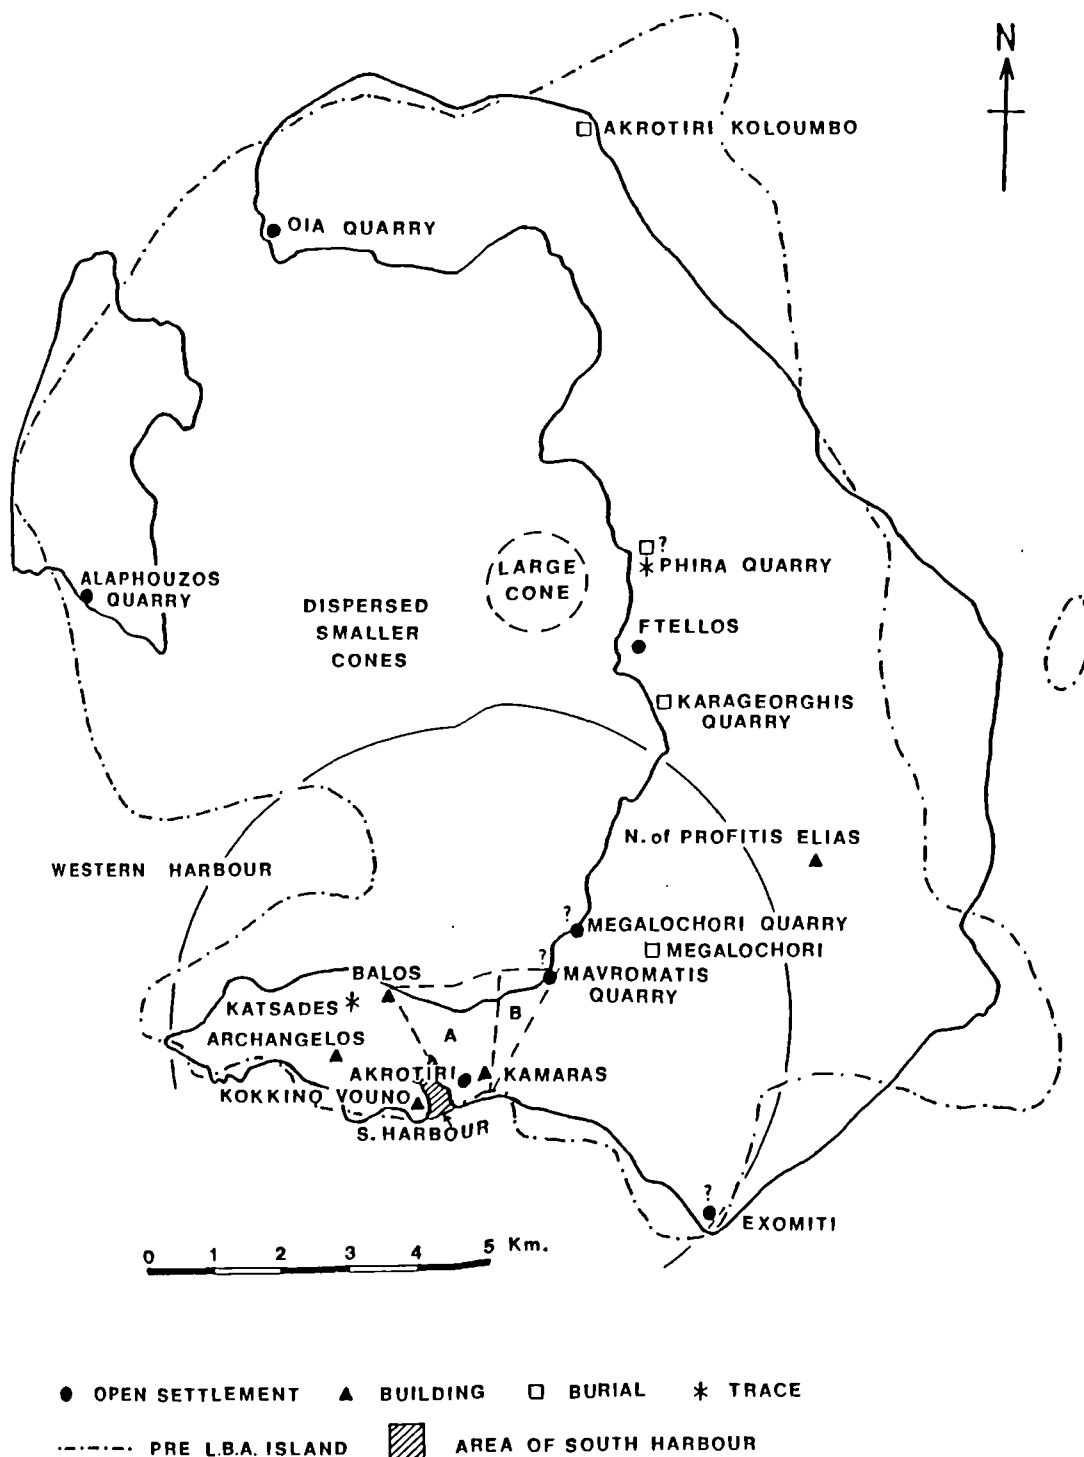 N
AKROTIRI KOLOUMBO
OIA QUARRY
?
PHIRA QUARRY
LARGE
CONE
ALAPHOUZOS
QUARRY
DISPERSED
SMALLER
CONES
FTELLOS
KARAGEORGHIS
QUARRY
N. of PROFITIS ELIAS
WESTERN HARBOUR
?
MEGALOCHORI QUARRY
MEGALOCHORI
?
BALOS
MAVROMATIS
QUARRY
KATSADES
B
A
ARCHANGELOS
AKROTIRI
KAMARAS
KOKKINO VOUNO
S. HARBOUR
?
EXOMITI
0 1 2 3 4 5 Km.
OPEN SETTLEMENT BUILDING BURIAL TRACE
PRE L.B.A. ISLAND AREA OF SOUTH HARBOUR